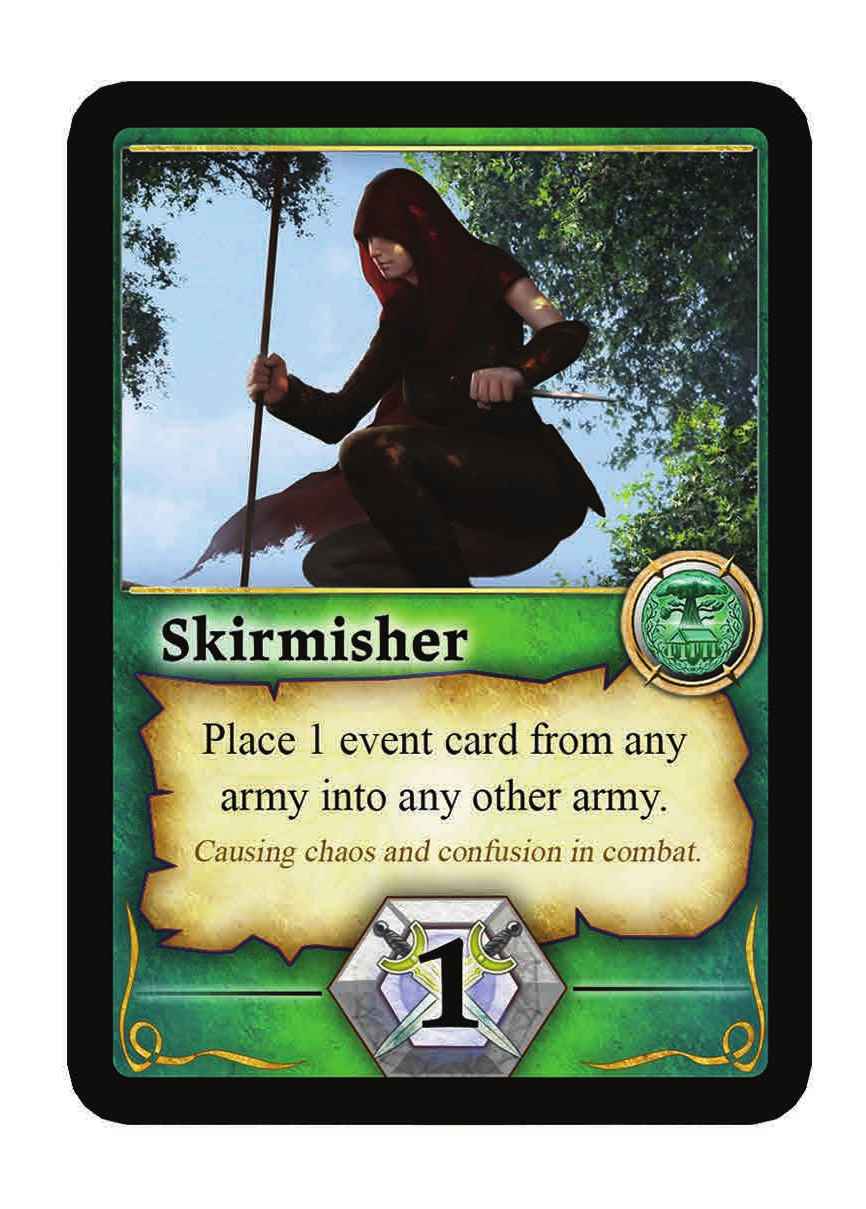 Skirmisher
Place 1 event card from any
army into any other army.
Causing chaos and confusion in combat.
1